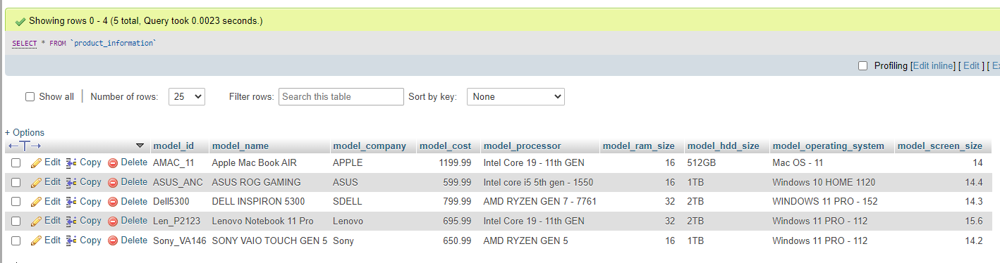 Showing rows 0 - 4 (5 total, Query took 0.0023 seconds.)
SELECT * FROM `product_information`
Profiling [Edit inline] [ Edit ] [ Ex
Show all Number of rows: 25 Filter rows: Search this table Sort by key: None
+ Options
model_id model_name model_company model_cost model_processor model_ram_size model_hdd_size model_operating_system model_screen_size
Edit Copy Delete AMAC_11 Apple Mac Book AIR APPLE 1199.99 Intel Core 19 - 11th GEN 16 512GB Mac OS - 11 14
Edit Copy Delete ASUS_ANC ASUS ROG GAMING ASUS 599.99 Intel core i5 5th gen - 1550 16 1TB Windows 10 HOME 1120 14.4
Edit Copy Delete Dell5300 DELL INSPIRON 5300 SDELL 799.99 AMD RYZEN GEN 7 - 7761 32 2TB WINDOWS 11 PRO - 152 14.3
Edit Copy Delete Len_P2123 Lenovo Notebook 11 Pro Lenovo 695.99 Intel Core 19 - 11th GEN 32 2TB Windows 11 PRO - 112 15.6
Edit Copy Delete Sony_VA146 SONY VAIO TOUCH GEN 5 Sony 650.99 AMD RYZEN GEN 5 16 1TB Windows 11 PRO - 112 14.2